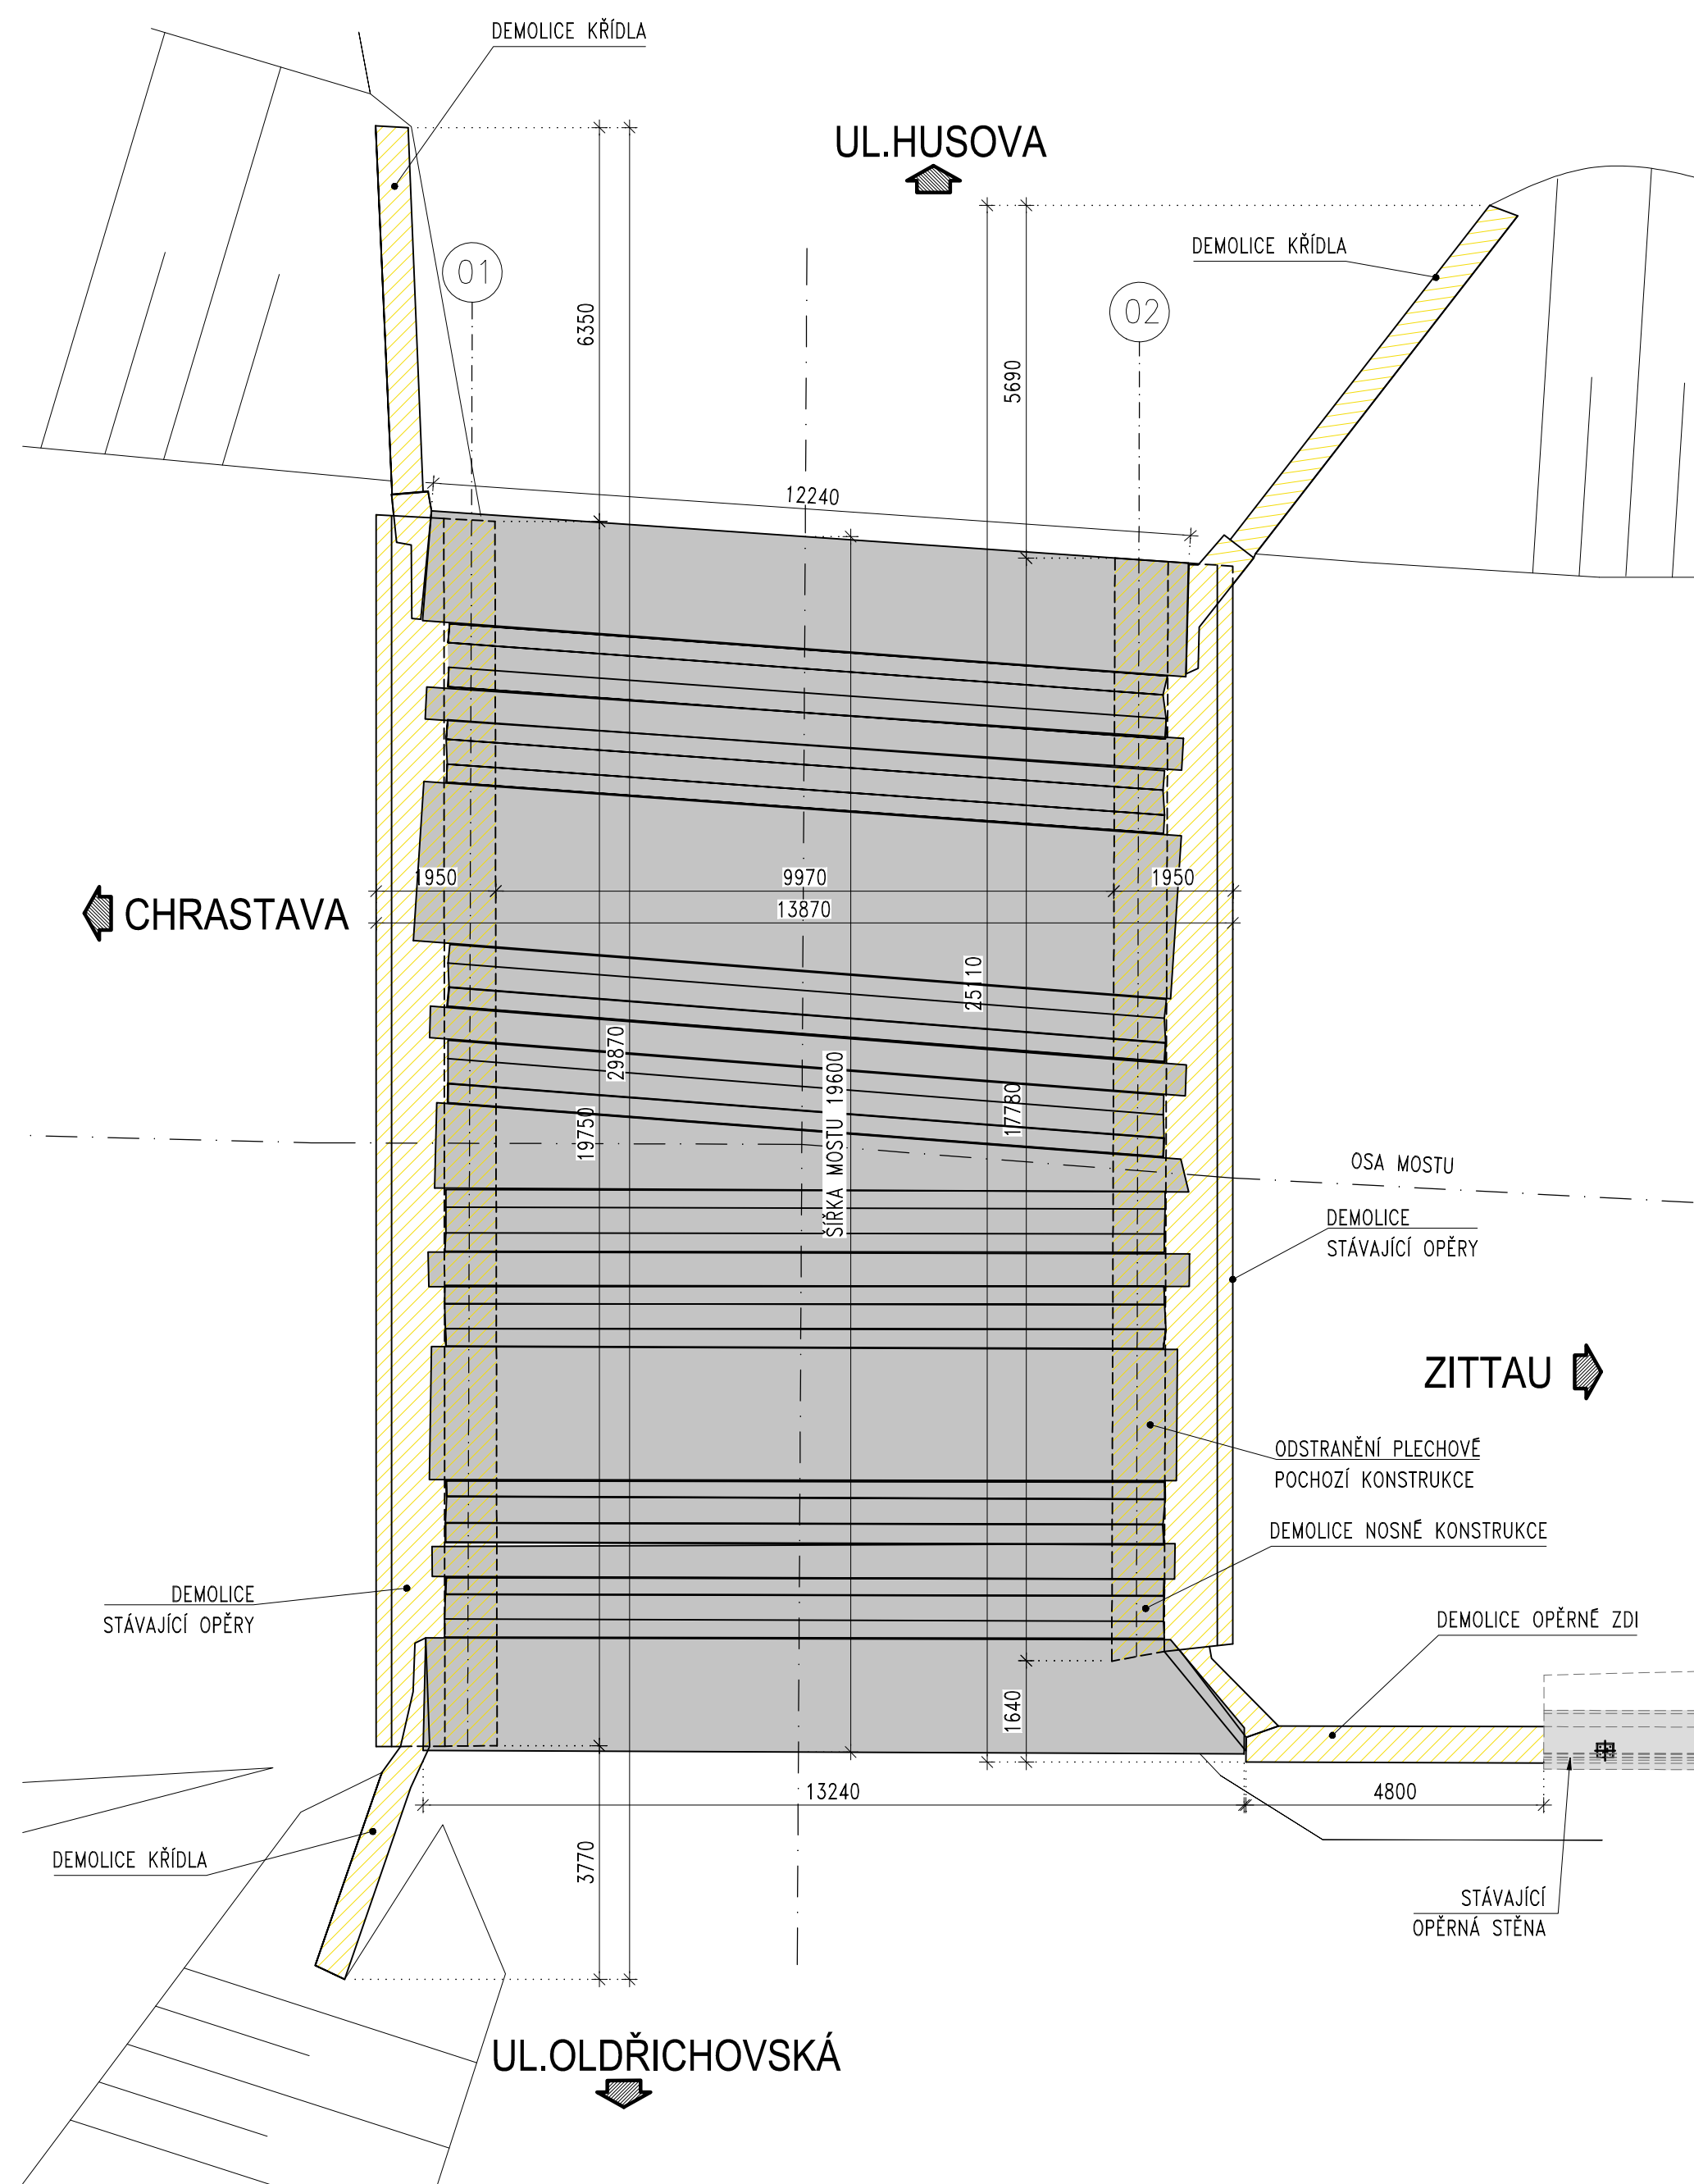 DEMOLICE KŘÍDLA
UL.HUSOVA
DEMOLICE KŘÍDLA
01
02
6350
5690
12240
1950
9970
1950
13870
CHRASTAVA
25110
29870
ŠÍŘKA MOSTU 19600
17780
19750
OSA MOSTU
DEMOLICE
STÁVAJÍCÍ OPĚRY
ZITTAU
ODSTRANĚNÍ PLECHOVÉ
POCHOZÍ KONSTRUKCE
DEMOLICE NOSNÉ KONSTRUKCE
DEMOLICE
STÁVAJÍCÍ OPĚRY
DEMOLICE OPĚRNÉ ZDI
1640
13240
4800
DEMOLICE KŘÍDLA
3770
STÁVAJÍCÍ
OPĚRNÁ STĚNA
UL.OLDŘICHOVSKÁ